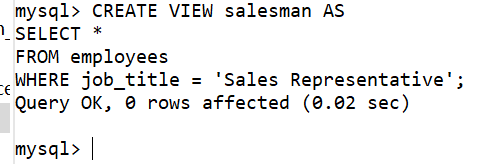 mysql> CREATE VIEW salesman AS
SELECT *
FROM employees
WHERE job_title = 'Sales Representative';
Query OK, 0 rows affected (0.02 sec)
mysql>